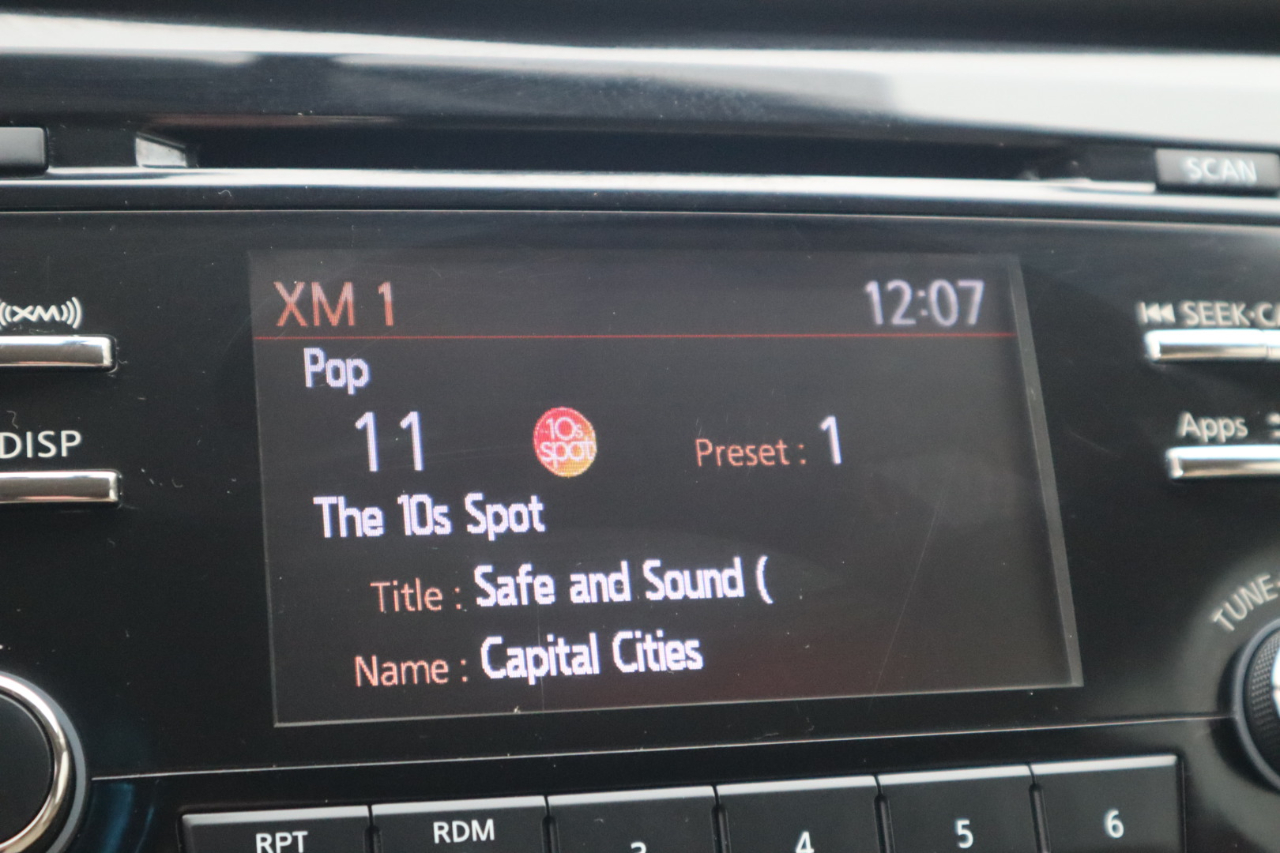 SCAN
((XM))
XM 1 12:07
SEEK·CA
Pop
11 10s spot Preset : 1
DISP
Apps
The 10s Spot
Title : Safe and Sound (
TUNE
Name : Capital Cities
RPT RDM 3 4 5 6